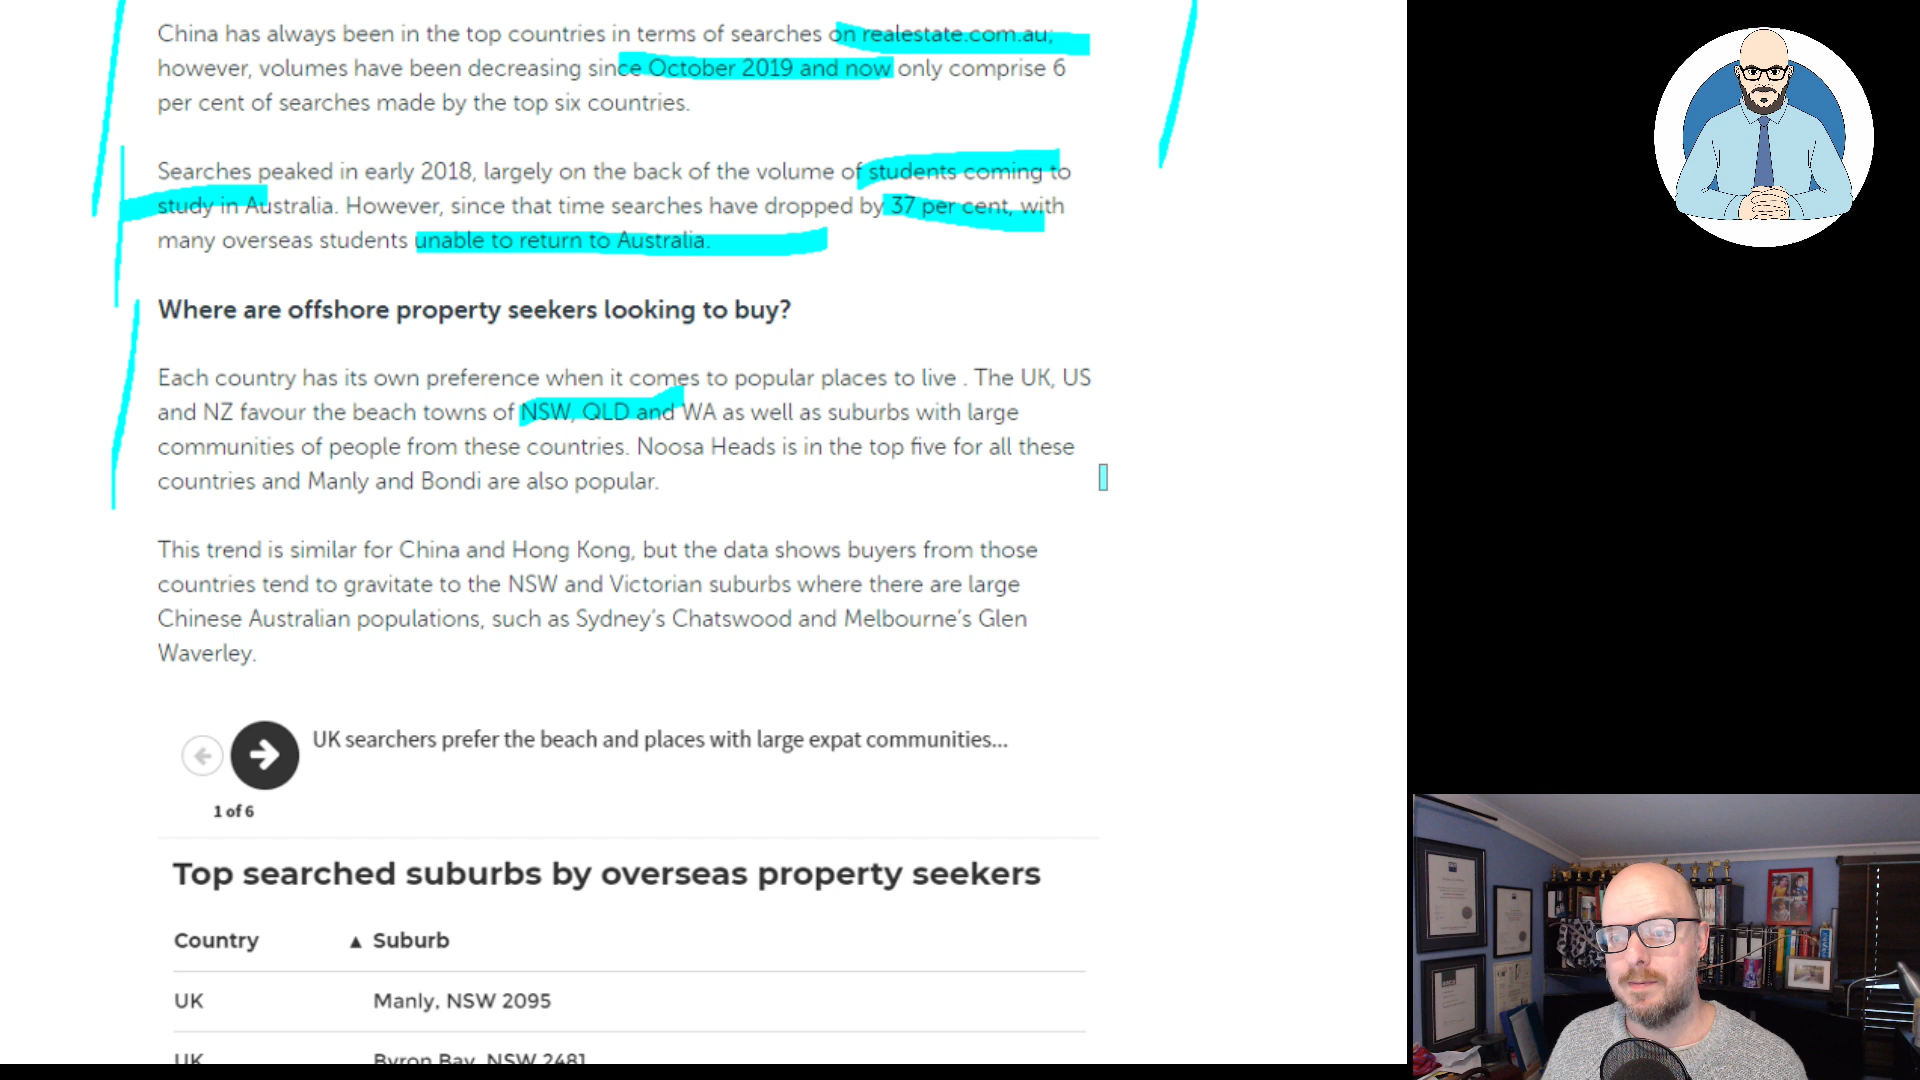 China has always been in the top countries in terms of searches on realestate.com.au;
however, volumes have been decreasing since October 2019 and now only comprise 6
per cent of searches made by the top six countries.
Searches peaked in early 2018, largely on the back of the volume of students coming to
study in Australia. However, since that time searches have dropped by 37 per cent, with
many overseas students unable to return to Australia.
Where are offshore property seekers looking to buy?
Each country has its own preference when it comes to popular places to live . The UK, US
and NZ favour the beach towns of NSW, QLD and WA as well as suburbs with large
communities of people from these countries. Noosa Heads is in the top five for all these
countries and Manly and Bondi are also popular.
This trend is similar for China and Hong Kong, but the data shows buyers from those
countries tend to gravitate to the NSW and Victorian suburbs where there are large
Chinese Australian populations, such as Sydney's Chatswood and Melbourne's Glen
Waverley.
UK searchers prefer the beach and places with large expat communities...
1 of 6
Top searched suburbs by overseas property seekers
Country ▲ Suburb
UK Manly, NSW 2095
UK Byron Bay, NSW 2481